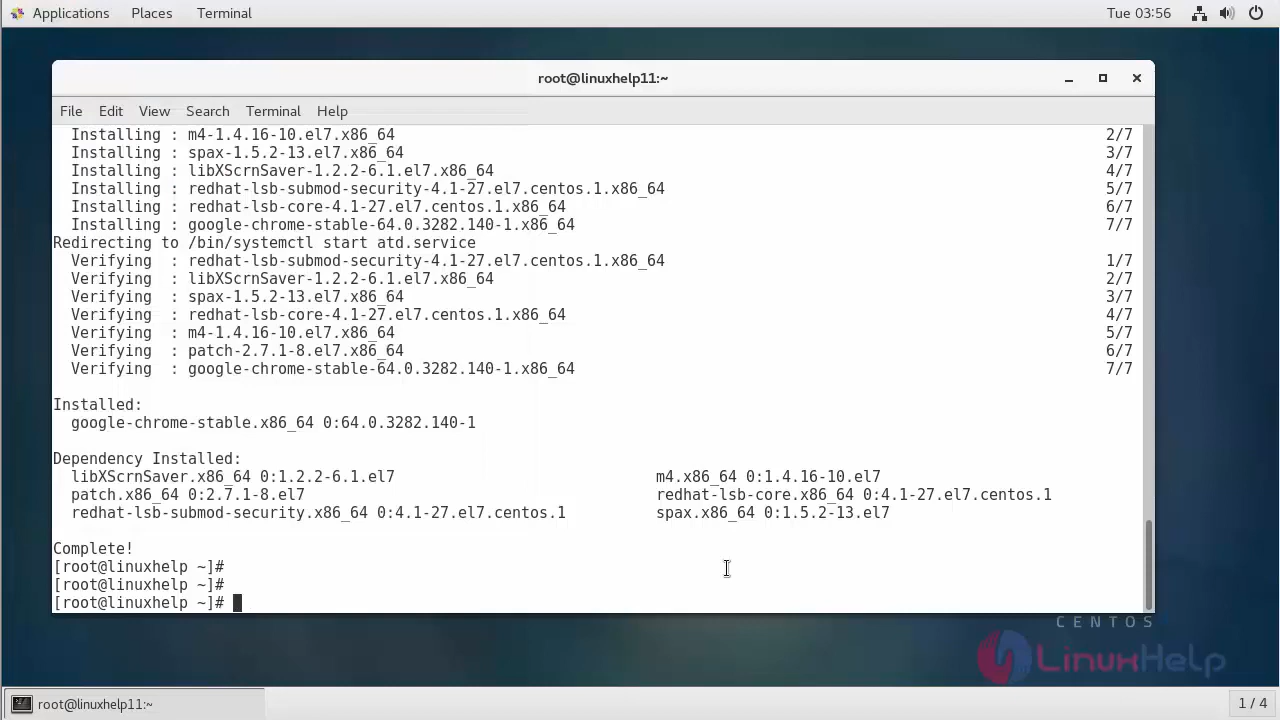 Applications Places Terminal Tue 03:56
root@linuxhelp11:~
File Edit View Search Terminal Help
Installing : m4-1.4.16-10.el7.x86_64 2/7
Installing : spax-1.5.2-13.el7.x86_64 3/7
Installing : libXScrnSaver-1.2.2-6.1.el7.x86_64 4/7
Installing : redhat-lsb-submod-security-4.1-27.el7.centos.1.x86_64 5/7
Installing : redhat-lsb-core-4.1-27.el7.centos.1.x86_64 6/7
Installing : google-chrome-stable-64.0.3282.140-1.x86_64 7/7
Redirecting to /bin/systemctl start atd.service
Verifying : redhat-lsb-submod-security-4.1-27.el7.centos.1.x86_64 1/7
Verifying : libXScrnSaver-1.2.2-6.1.el7.x86_64 2/7
Verifying : spax-1.5.2-13.el7.x86_64 3/7
Verifying : redhat-lsb-core-4.1-27.el7.centos.1.x86_64 4/7
Verifying : m4-1.4.16-10.el7.x86_64 5/7
Verifying : patch-2.7.1-8.el7.x86_64 6/7
Verifying : google-chrome-stable-64.0.3282.140-1.x86_64 7/7
Installed:
google-chrome-stable.x86_64 0:64.0.3282.140-1
Dependency Installed:
libXScrnSaver.x86_64 0:1.2.2-6.1.el7 m4.x86_64 0:1.4.16-10.el7
patch.x86_64 0:2.7.1-8.el7 redhat-lsb-core.x86_64 0:4.1-27.el7.centos.1
redhat-lsb-submod-security.x86_64 0:4.1-27.el7.centos.1 spax.x86_64 0:1.5.2-13.el7
Complete!
[root@linuxhelp ~]#
[root@linuxhelp ~]#
[root@linuxhelp ~]#
CENTOS
LinuxHelp
root@linuxhelp11:~ 1 / 4